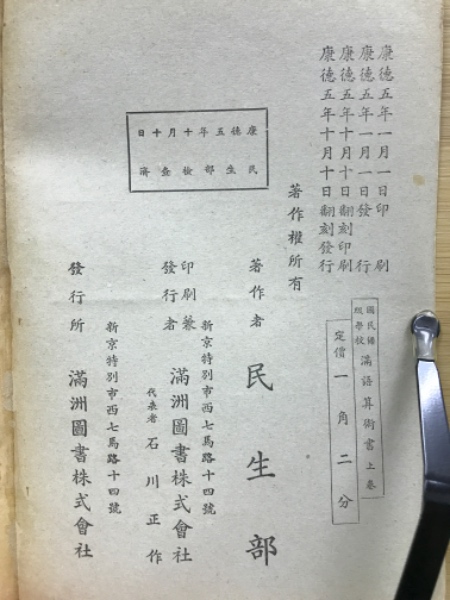 康德五年一月一日印刷
康德五年一月一日發行
康德五年十月十日翻刻印刷
康德五年十月十日翻刻發行
國民優級學校 滿語算術書 上卷
定價一角二分
著作權所有
康德五年十月十日
民生部檢查濟
著作者 民生部
新京特別市西七馬路十四號
印刷兼發行者 滿洲圖書株式會社
代表者 石川正作
新京特別市西七馬路十四號
發行所 滿洲圖書株式會社